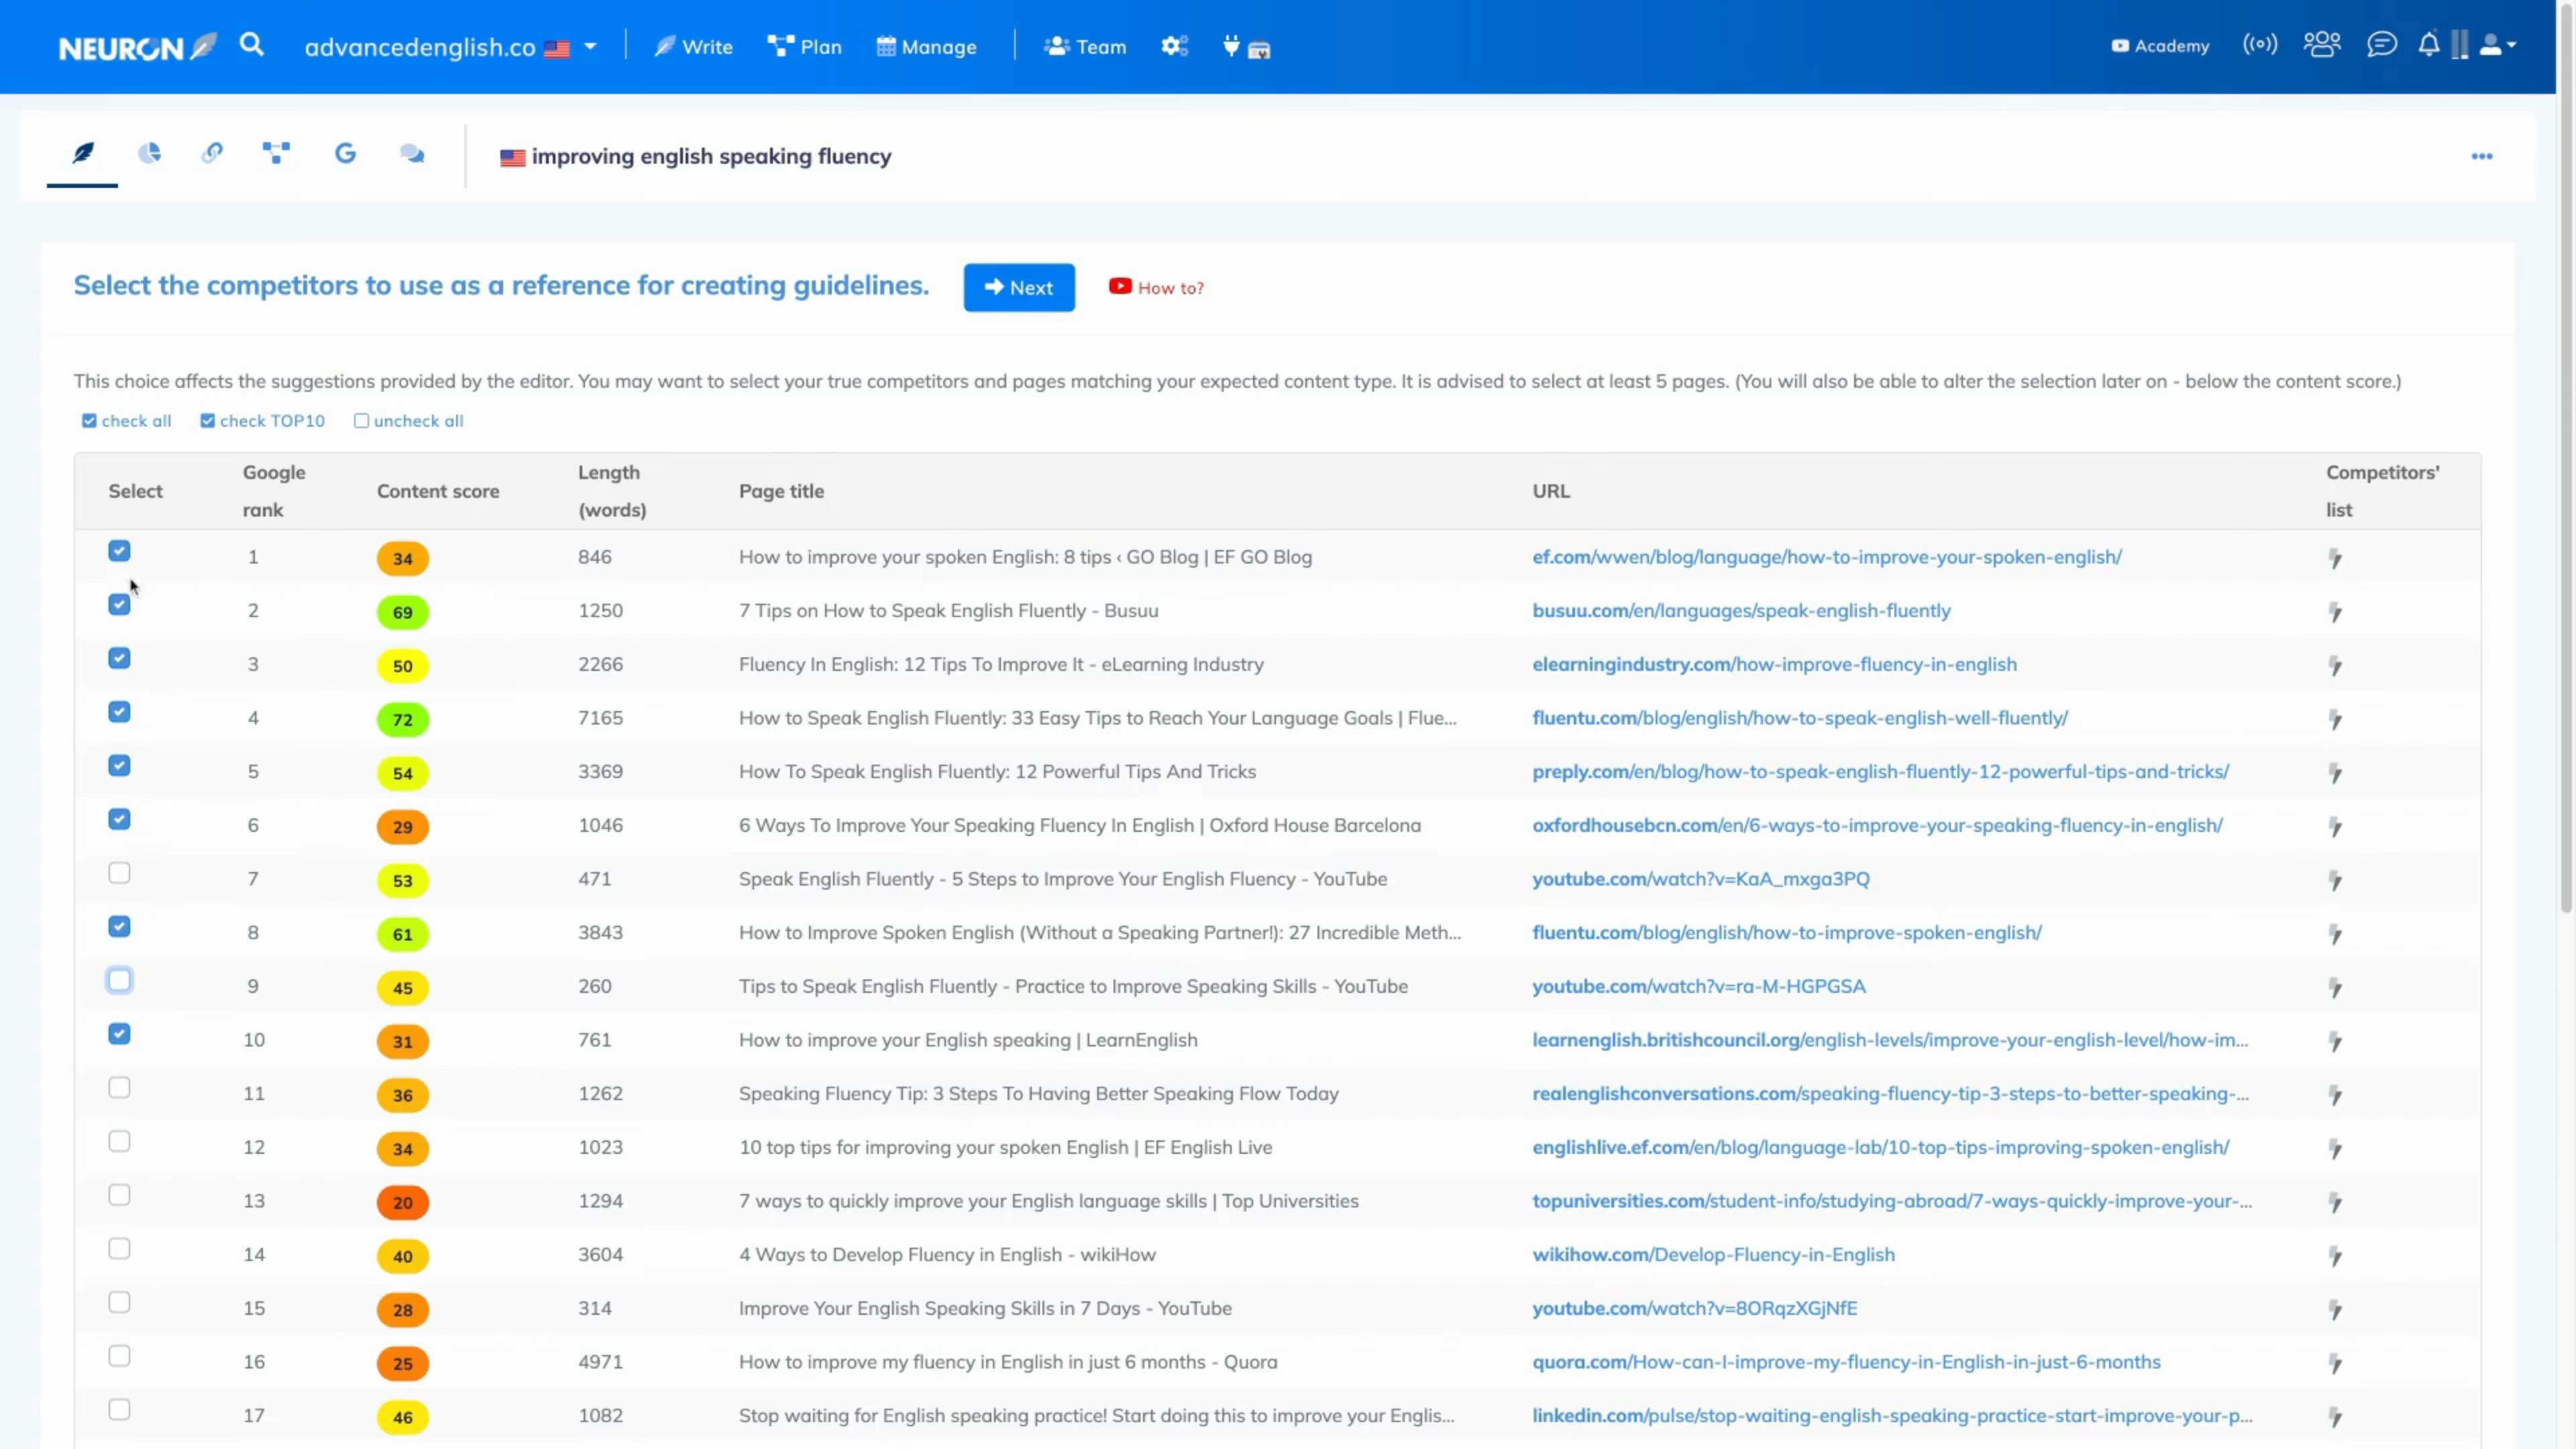 NEURON advancedenglish.co Write Plan Manage Team Academy
improving english speaking fluency
Select the competitors to use as a reference for creating guidelines. Next How to?
This choice affects the suggestions provided by the editor. You may want to select your true competitors and pages matching your expected content type. It is advised to select at least 5 pages. (You will also be able to alter the selection later on - below the content score.)
check all check TOP10 uncheck all
Select Google rank Content score Length (words) Page title URL Competitors' list
1 34 846 How to improve your spoken English: 8 tips ‹ GO Blog | EF GO Blog ef.com/wwen/blog/language/how-to-improve-your-spoken-english/
2 69 1250 7 Tips on How to Speak English Fluently - Busuu busuu.com/en/languages/speak-english-fluently
3 50 2266 Fluency In English: 12 Tips To Improve It - eLearning Industry elearningindustry.com/how-improve-fluency-in-english
4 72 7165 How to Speak English Fluently: 33 Easy Tips to Reach Your Language Goals | Flue... fluentu.com/blog/english/how-to-speak-english-well-fluently/
5 54 3369 How To Speak English Fluently: 12 Powerful Tips And Tricks preply.com/en/blog/how-to-speak-english-fluently-12-powerful-tips-and-tricks/
6 29 1046 6 Ways To Improve Your Speaking Fluency In English | Oxford House Barcelona oxfordhousebcn.com/en/6-ways-to-improve-your-speaking-fluency-in-english/
7 53 471 Speak English Fluently - 5 Steps to Improve Your English Fluency - YouTube youtube.com/watch?v=KaA_mxga3PQ
8 61 3843 How to Improve Spoken English (Without a Speaking Partner!): 27 Incredible Meth... fluentu.com/blog/english/how-to-improve-spoken-english/
9 45 260 Tips to Speak English Fluently - Practice to Improve Speaking Skills - YouTube youtube.com/watch?v=ra-M-HGPGSA
10 31 761 How to improve your English speaking | LearnEnglish learnenglish.britishcouncil.org/english-levels/improve-your-english-level/how-im...
11 36 1262 Speaking Fluency Tip: 3 Steps To Having Better Speaking Flow Today realenglishconversations.com/speaking-fluency-tip-3-steps-to-better-speaking-...
12 34 1023 10 top tips for improving your spoken English | EF English Live englishlive.ef.com/en/blog/language-lab/10-top-tips-improving-spoken-english/
13 20 1294 7 ways to quickly improve your English language skills | Top Universities topuniversities.com/student-info/studying-abroad/7-ways-quickly-improve-your-...
14 40 3604 4 Ways to Develop Fluency in English - wikiHow wikihow.com/Develop-Fluency-in-English
15 28 314 Improve Your English Speaking Skills in 7 Days - YouTube youtube.com/watch?v=8ORqzXGjNfE
16 25 4971 How to improve my fluency in English in just 6 months - Quora quora.com/How-can-I-improve-my-fluency-in-English-in-just-6-months
17 46 1082 Stop waiting for English speaking practice! Start doing this to improve your Englis... linkedin.com/pulse/stop-waiting-english-speaking-practice-start-improve-your-p...